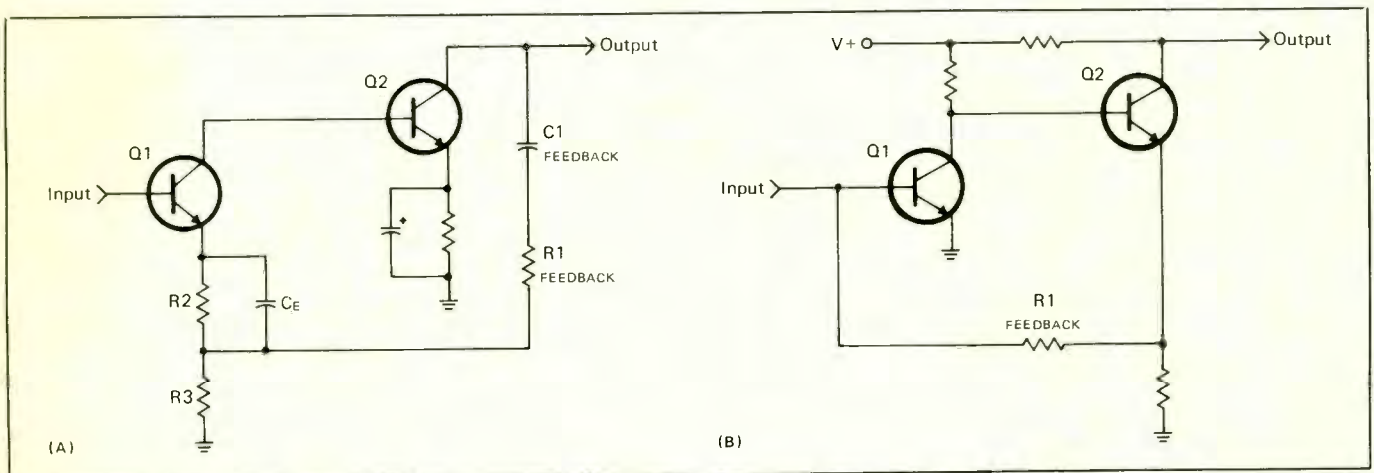 Input
Q1
R2
CE
R3
Q2
Output
C1
FEEDBACK
R1
FEEDBACK
(A)
V+
Input
Q1
Q2
Output
R1
FEEDBACK
(B)